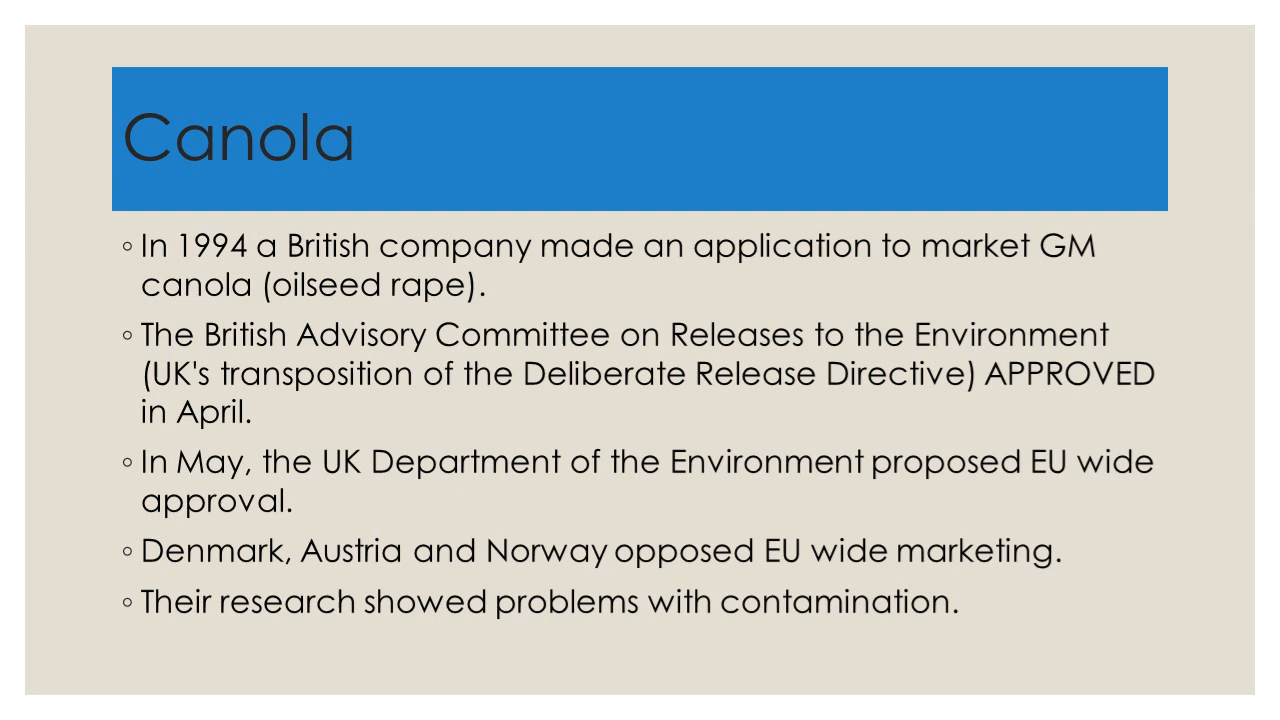 Canola
◦ In 1994 a British company made an application to market GM
canola (oilseed rape).
◦ The British Advisory Committee on Releases to the Environment
(UK's transposition of the Deliberate Release Directive) APPROVED
in April.
◦ In May, the UK Department of the Environment proposed EU wide
approval.
◦ Denmark, Austria and Norway opposed EU wide marketing.
◦ Their research showed problems with contamination.